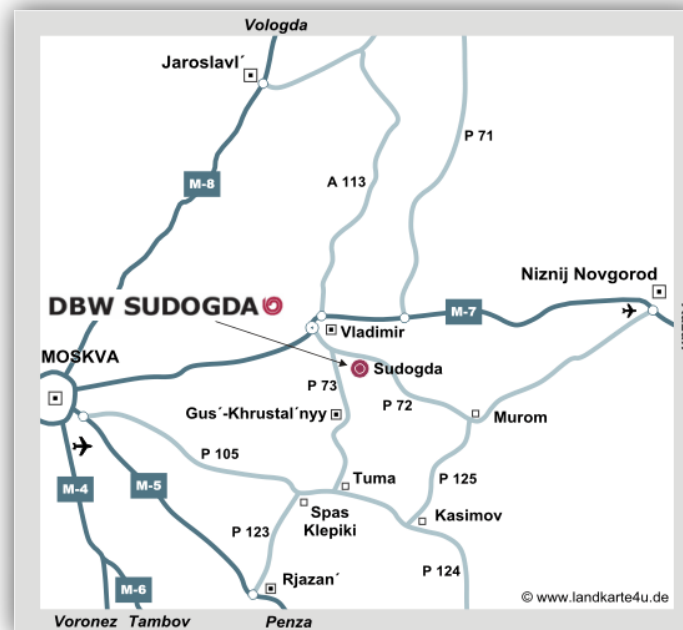 Vologda
Jaroslavl´
P 71
A 113
M-8
Niznij Novgorod
DBW SUDOGDA
M-7
Vladimir
MOSKVA
Sudogda
P 73
P 72
Gus´-Khrustal´nyy
Murom
P 105
P 125
Tuma
M-4
M-5
Spas
Klepiki
Kasimov
P 123
P 124
Rjazan´
M-6
© www.landkarte4u.de
Voronez
Tambov
Penza